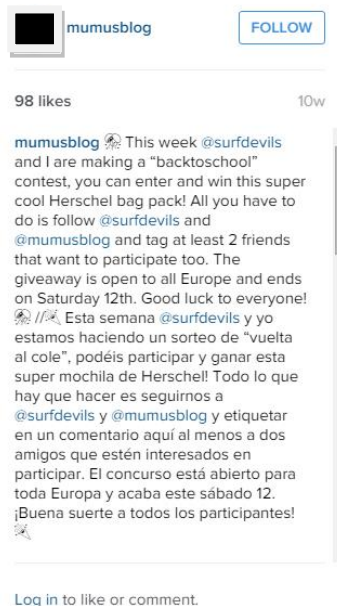 mumusblog
FOLLOW
98 likes
10w
mumusblog This week @surfdevils
and I are making a “backtoschool”
contest, you can enter and win this super
cool Herschel bag pack! All you have to
do is follow @surfdevils and
@mumusblog and tag at least 2 friends
that want to participate too. The
giveaway is open to all Europe and ends
on Saturday 12th. Good luck to everyone!
// Esta semana @surfdevils y yo
estamos haciendo un sorteo de “vuelta
al cole”, podéis participar y ganar esta
super mochila de Herschel! Todo lo que
hay que hacer es seguirnos a
@surfdevils y @mumusblog y etiquetar
en un comentario aquí al menos a dos
amigos que estén interesados en
participar. El concurso está abierto para
toda Europa y acaba este sábado 12.
¡Buena suerte a todos los participantes!
Log in to like or comment.